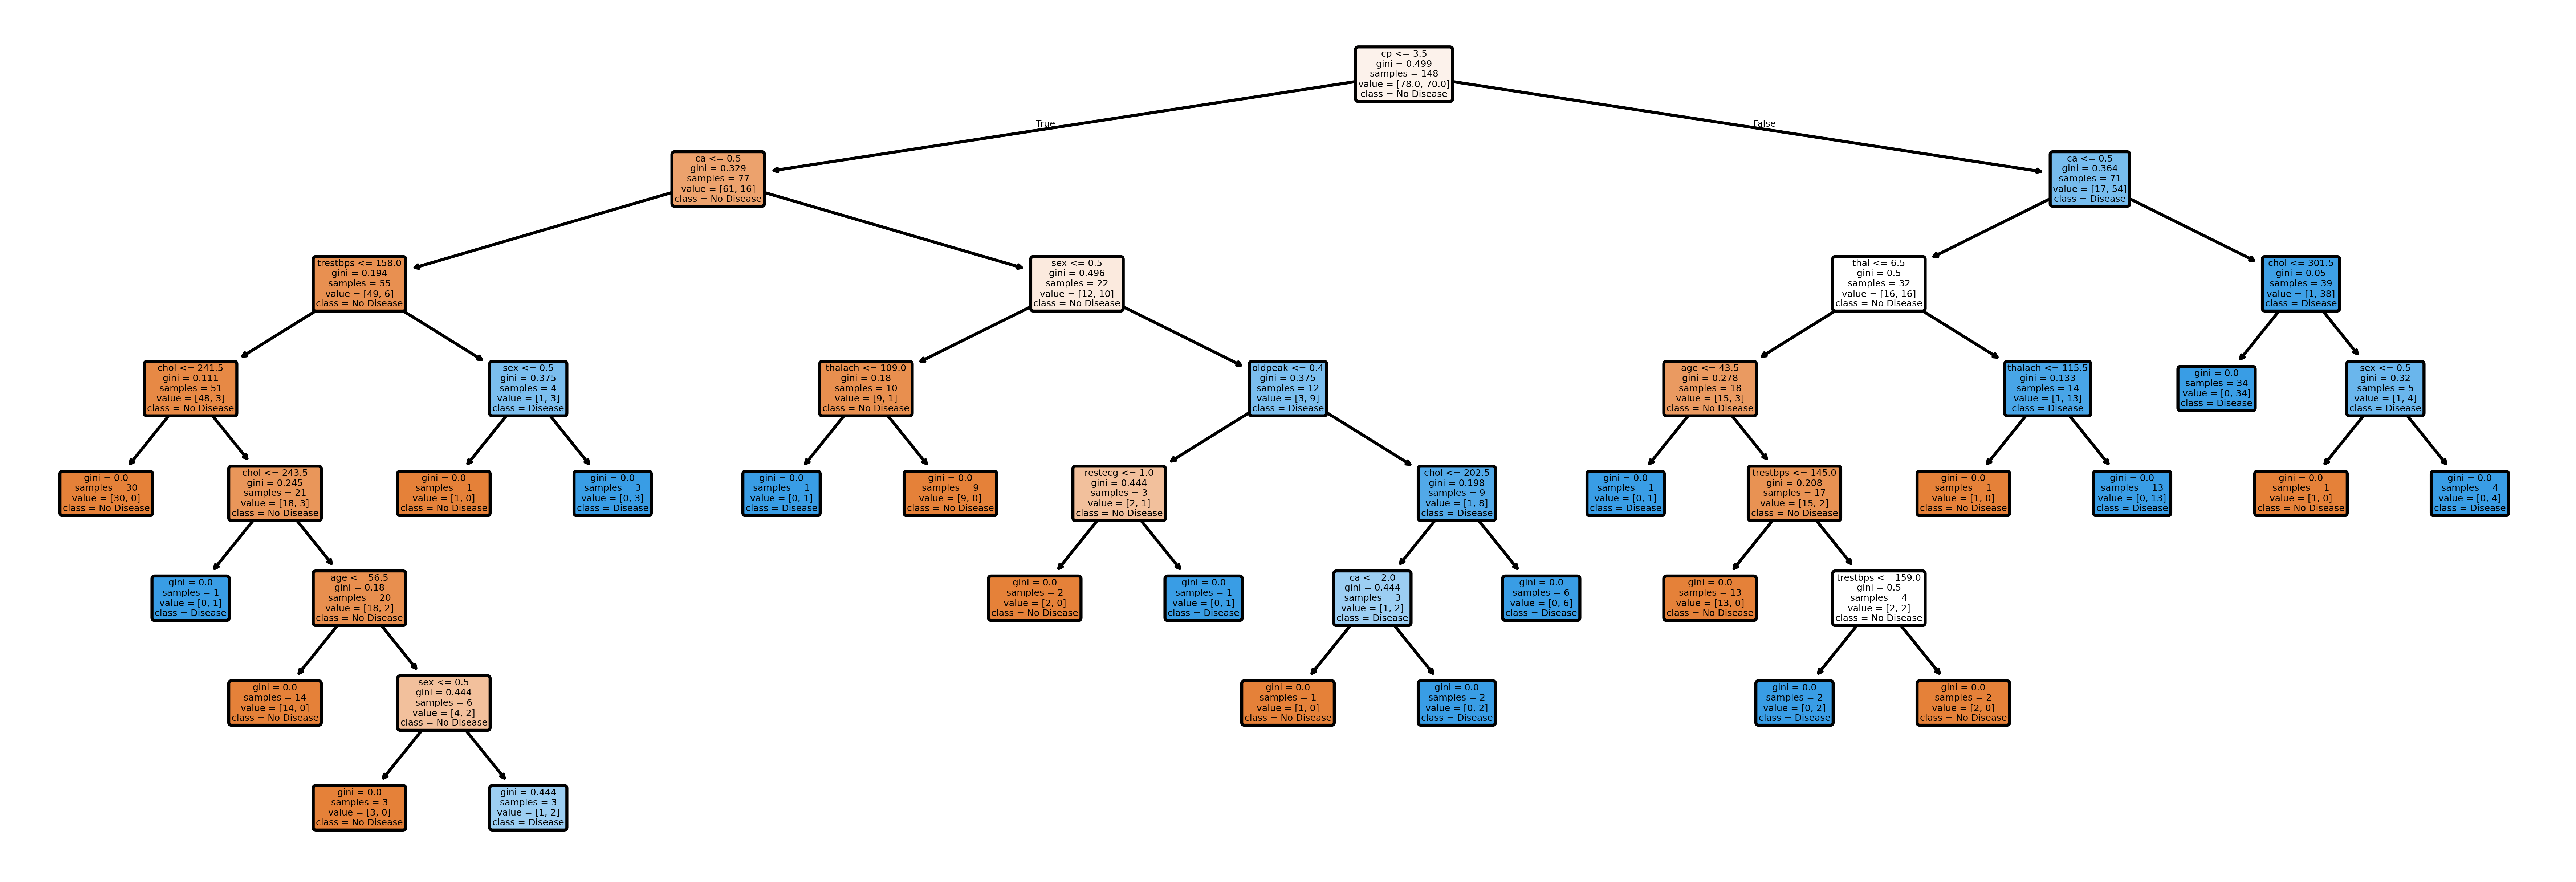 cp <= 3.5
gini = 0.499
samples = 148
value = [78.0, 70.0]
class = No Disease
True
False
ca <= 0.5
gini = 0.329
samples = 77
value = [61, 16]
class = No Disease
ca <= 0.5
gini = 0.364
samples = 71
value = [17, 54]
class = Disease
trestbps <= 158.0
gini = 0.194
samples = 55
value = [49, 6]
class = No Disease
sex <= 0.5
gini = 0.496
samples = 22
value = [12, 10]
class = No Disease
thal <= 6.5
gini = 0.5
samples = 32
value = [16, 16]
class = No Disease
chol <= 301.5
gini = 0.05
samples = 39
value = [1, 38]
class = Disease
chol <= 241.5
gini = 0.111
samples = 51
value = [48, 3]
class = No Disease
sex <= 0.5
gini = 0.375
samples = 4
value = [1, 3]
class = Disease
thalach <= 109.0
gini = 0.18
samples = 10
value = [9, 1]
class = No Disease
oldpeak <= 0.4
gini = 0.375
samples = 12
value = [3, 9]
class = Disease
age <= 43.5
gini = 0.278
samples = 18
value = [15, 3]
class = No Disease
thalach <= 115.5
gini = 0.133
samples = 14
value = [1, 13]
class = Disease
gini = 0.0
samples = 34
value = [0, 34]
class = Disease
sex <= 0.5
gini = 0.32
samples = 5
value = [1, 4]
class = Disease
gini = 0.0
samples = 30
value = [30, 0]
class = No Disease
chol <= 243.5
gini = 0.245
samples = 21
value = [18, 3]
class = No Disease
gini = 0.0
samples = 1
value = [1, 0]
class = No Disease
gini = 0.0
samples = 3
value = [0, 3]
class = Disease
gini = 0.0
samples = 1
value = [0, 1]
class = Disease
gini = 0.0
samples = 9
value = [9, 0]
class = No Disease
restecg <= 1.0
gini = 0.444
samples = 3
value = [2, 1]
class = No Disease
chol <= 202.5
gini = 0.198
samples = 9
value = [1, 8]
class = Disease
gini = 0.0
samples = 1
value = [0, 1]
class = Disease
trestbps <= 145.0
gini = 0.208
samples = 17
value = [15, 2]
class = No Disease
gini = 0.0
samples = 1
value = [1, 0]
class = No Disease
gini = 0.0
samples = 13
value = [0, 13]
class = Disease
gini = 0.0
samples = 1
value = [1, 0]
class = No Disease
gini = 0.0
samples = 4
value = [0, 4]
class = Disease
gini = 0.0
samples = 1
value = [0, 1]
class = Disease
age <= 56.5
gini = 0.18
samples = 20
value = [18, 2]
class = No Disease
gini = 0.0
samples = 2
value = [2, 0]
class = No Disease
gini = 0.0
samples = 1
value = [0, 1]
class = Disease
ca <= 2.0
gini = 0.444
samples = 3
value = [1, 2]
class = Disease
gini = 0.0
samples = 6
value = [0, 6]
class = Disease
gini = 0.0
samples = 13
value = [13, 0]
class = No Disease
trestbps <= 159.0
gini = 0.5
samples = 4
value = [2, 2]
class = No Disease
gini = 0.0
samples = 14
value = [14, 0]
class = No Disease
sex <= 0.5
gini = 0.444
samples = 6
value = [4, 2]
class = No Disease
gini = 0.0
samples = 1
value = [1, 0]
class = No Disease
gini = 0.0
samples = 2
value = [0, 2]
class = Disease
gini = 0.0
samples = 2
value = [0, 2]
class = Disease
gini = 0.0
samples = 2
value = [2, 0]
class = No Disease
gini = 0.0
samples = 3
value = [3, 0]
class = No Disease
gini = 0.444
samples = 3
value = [1, 2]
class = Disease